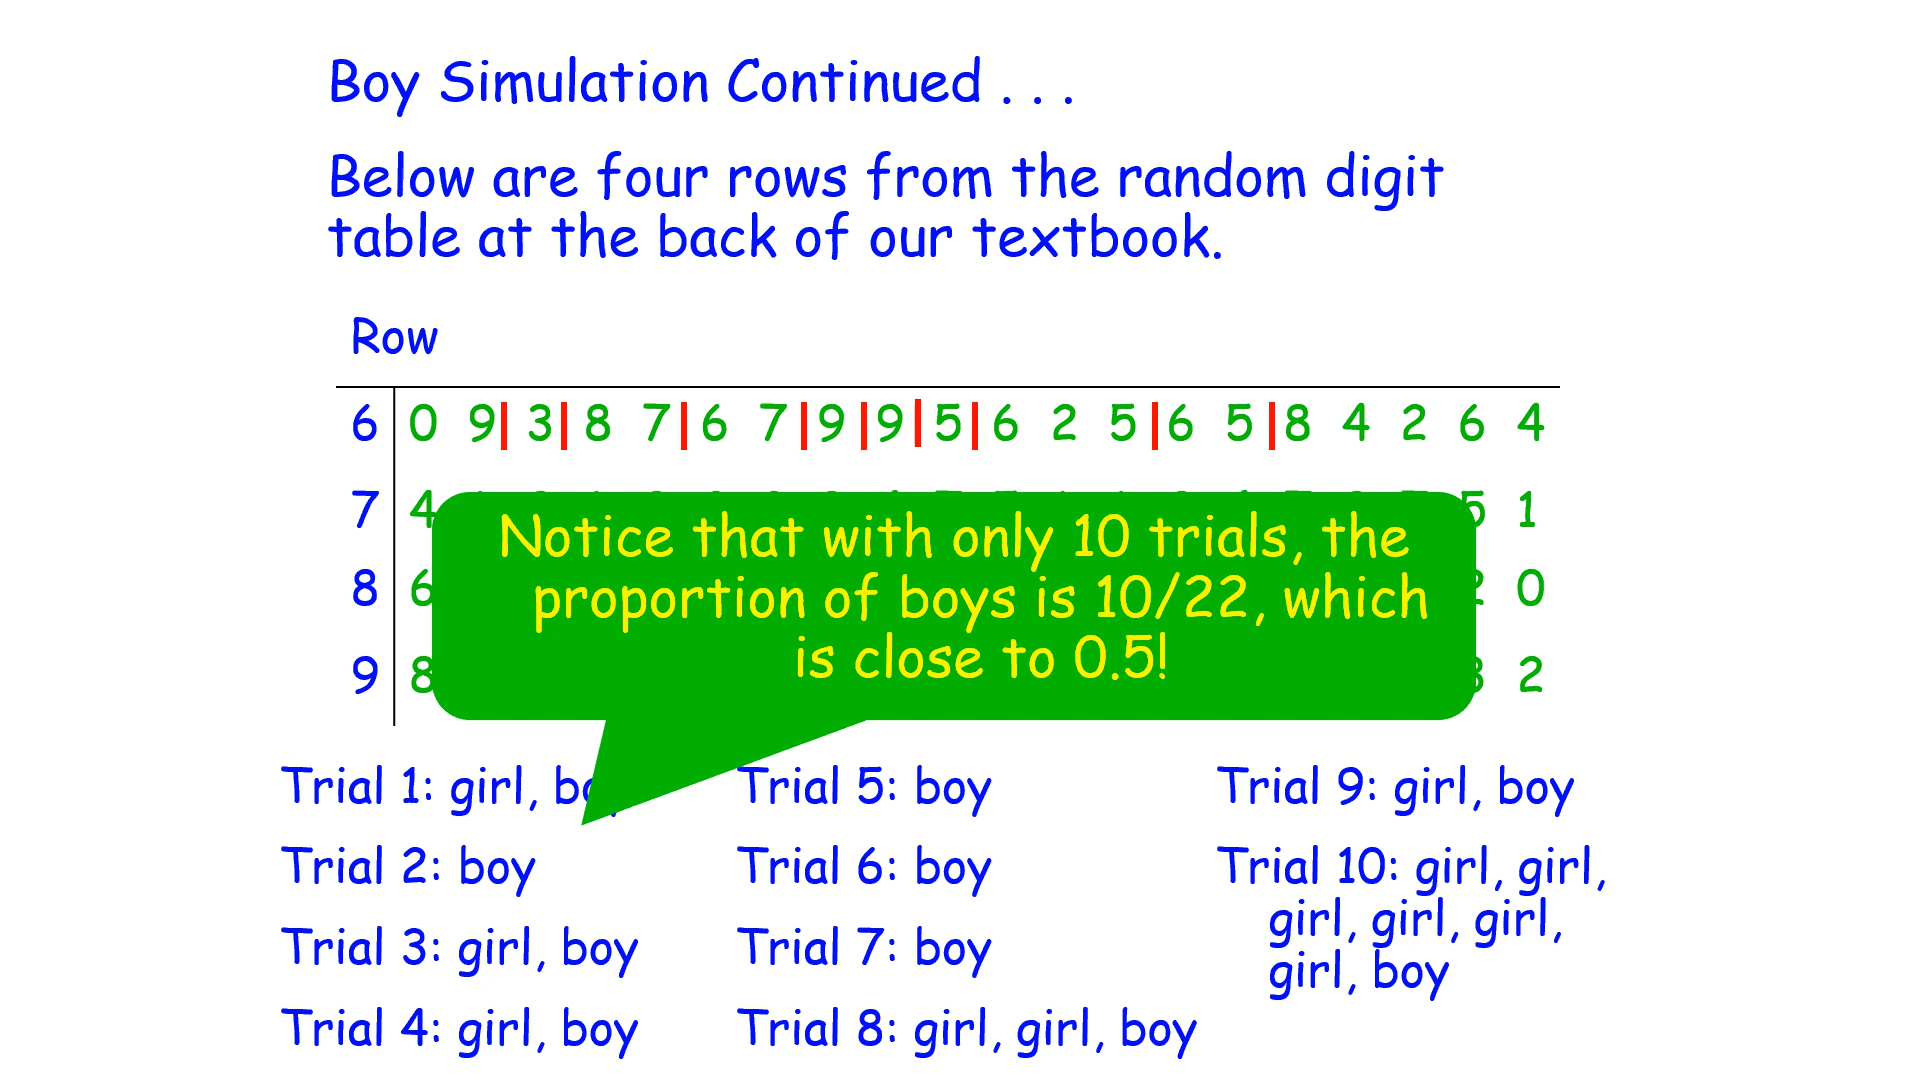 Boy Simulation Continued . . .
Below are four rows from the random digit
table at the back of our textbook.
Row
6 0 9| 3| 8 7| 6 7| 9| 9| 5| 6 2 5| 6 5| 8 4 2 6 4
7 4 5 1
8 6 2 0
9 8 3 2
Notice that with only 10 trials, the
proportion of boys is 10/22, which
is close to 0.5!
Trial 1: girl, boy
Trial 2: boy
Trial 3: girl, boy
Trial 4: girl, boy
Trial 5: boy
Trial 6: boy
Trial 7: boy
Trial 8: girl, girl, boy
Trial 9: girl, boy
Trial 10: girl, girl,
girl, girl, girl,
girl, boy